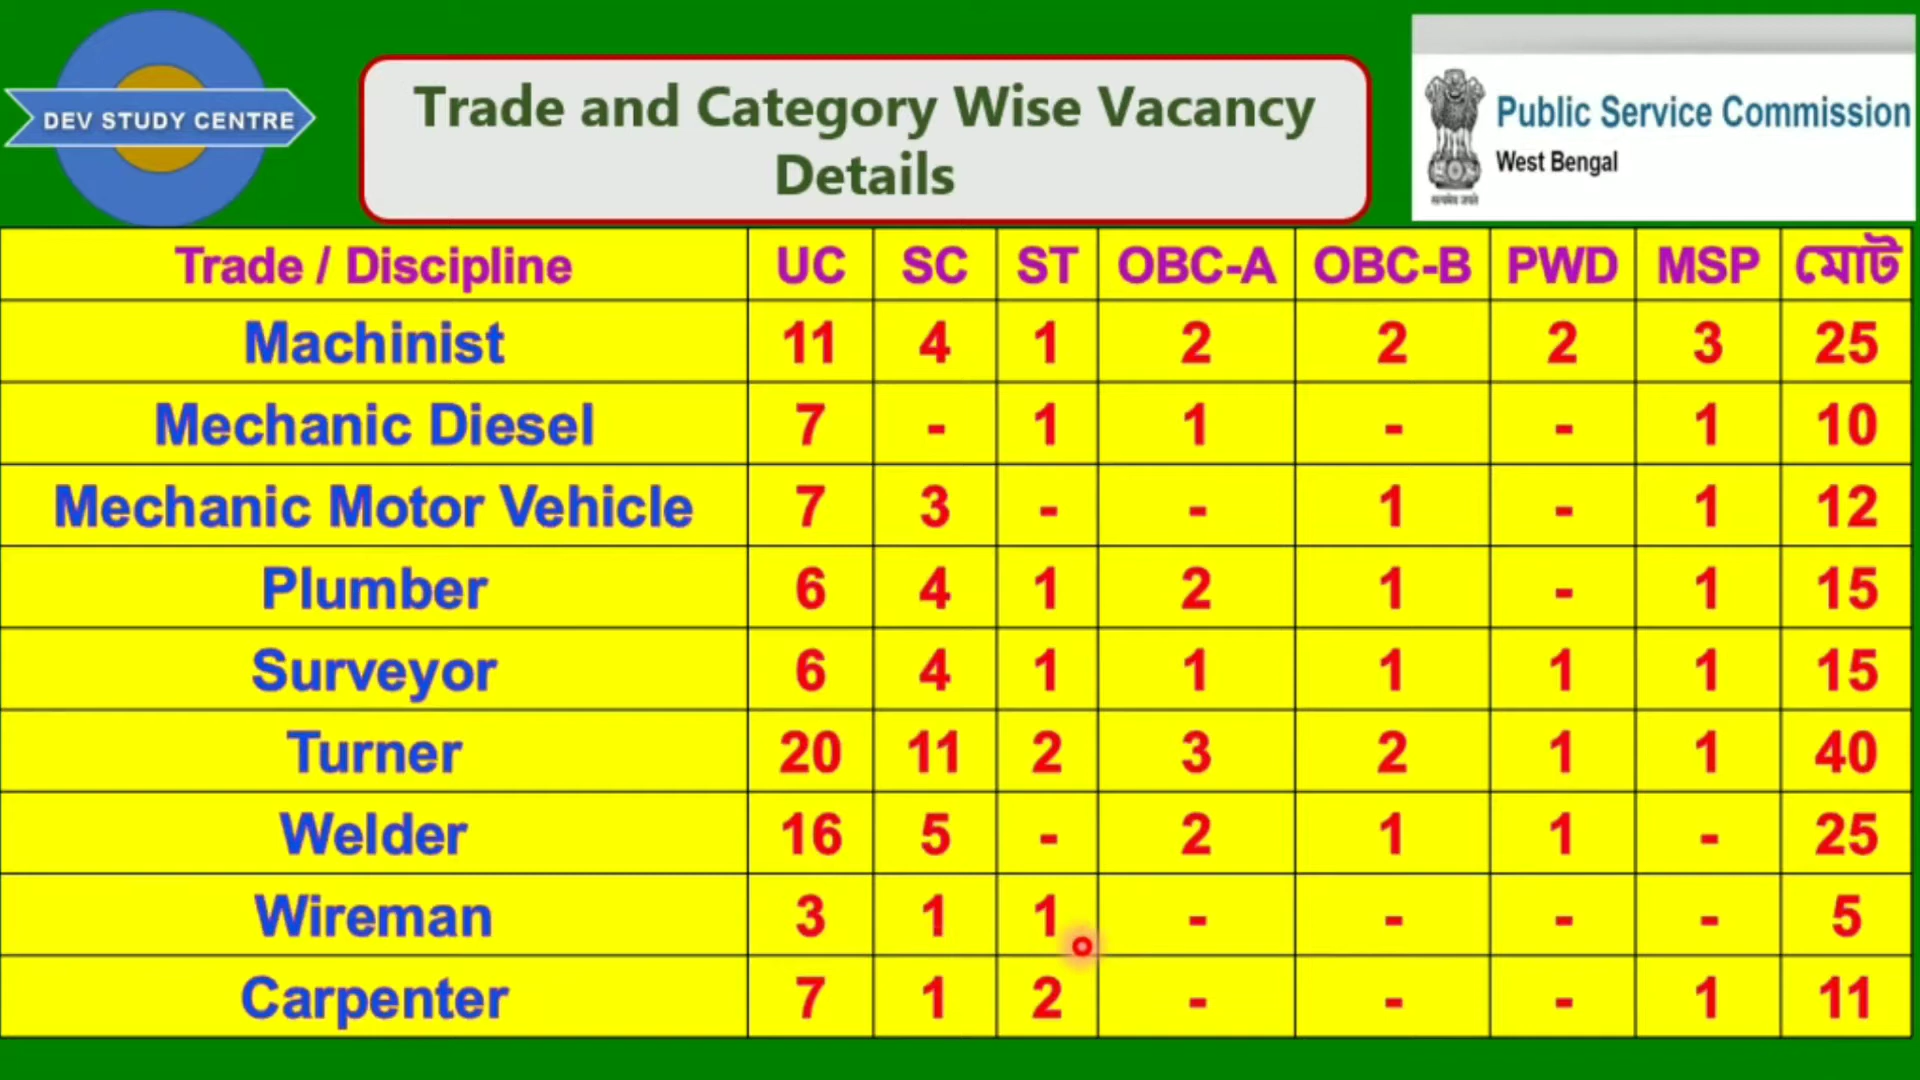 DEV STUDY CENTRE
Trade and Category Wise Vacancy
Details
Public Service Commission
West Bengal
सत्यमेव जयते
Trade / Discipline UC SC ST OBC-A OBC-B PWD MSP মোট
Machinist 11 4 1 2 2 2 3 25
Mechanic Diesel 7 - 1 1 - - 1 10
Mechanic Motor Vehicle 7 3 - - 1 - 1 12
Plumber 6 4 1 2 1 - 1 15
Surveyor 6 4 1 1 1 1 1 15
Turner 20 11 2 3 2 1 1 40
Welder 16 5 - 2 1 1 - 25
Wireman 3 1 1 - - - - 5
Carpenter 7 1 2 - - - 1 11